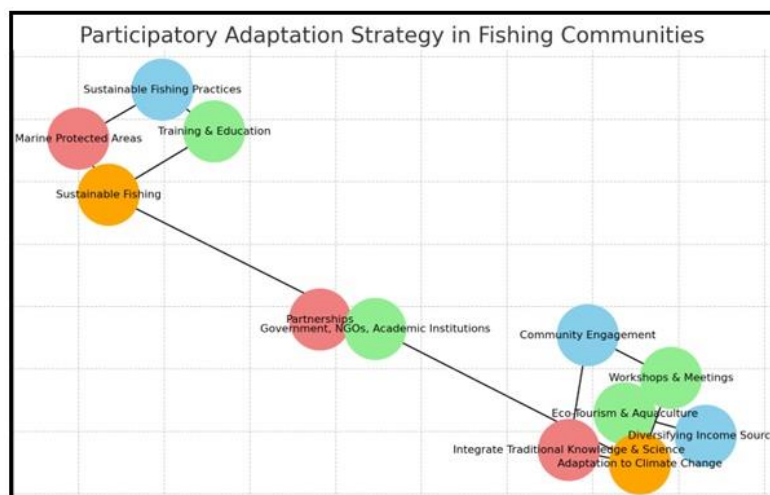 Participatory Adaptation Strategy in Fishing Communities
Sustainable Fishing Practices
Training & Education
Marine Protected Areas
Sustainable Fishing
Partnerships
Government, NGOs, Academic Institutions
Community Engagement
Workshops & Meetings
Eco-Tourism & Aquaculture
Diversifying Income Sourc
Integrate Traditional Knowledge & Science
Adaptation to Climate Change